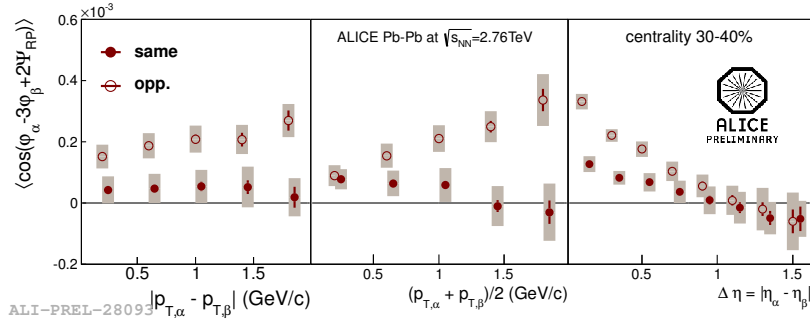 0.6 ×10⁻³
⟨cos(φα-3φβ+2ΨRP)⟩
same
opp.
ALICE Pb-Pb at √sNN=2.76TeV
centrality 30-40%
ALICE
PRELIMINARY
0.4
0.2
0
-0.2
0.5 1 1.5
0.5 1 1.5
0.5 1 1.5
|pT,α - pT,β| (GeV/c)
(pT,α + pT,β)/2 (GeV/c)
Δ η = |ηα - ηβ|
ALI-PREL-28093